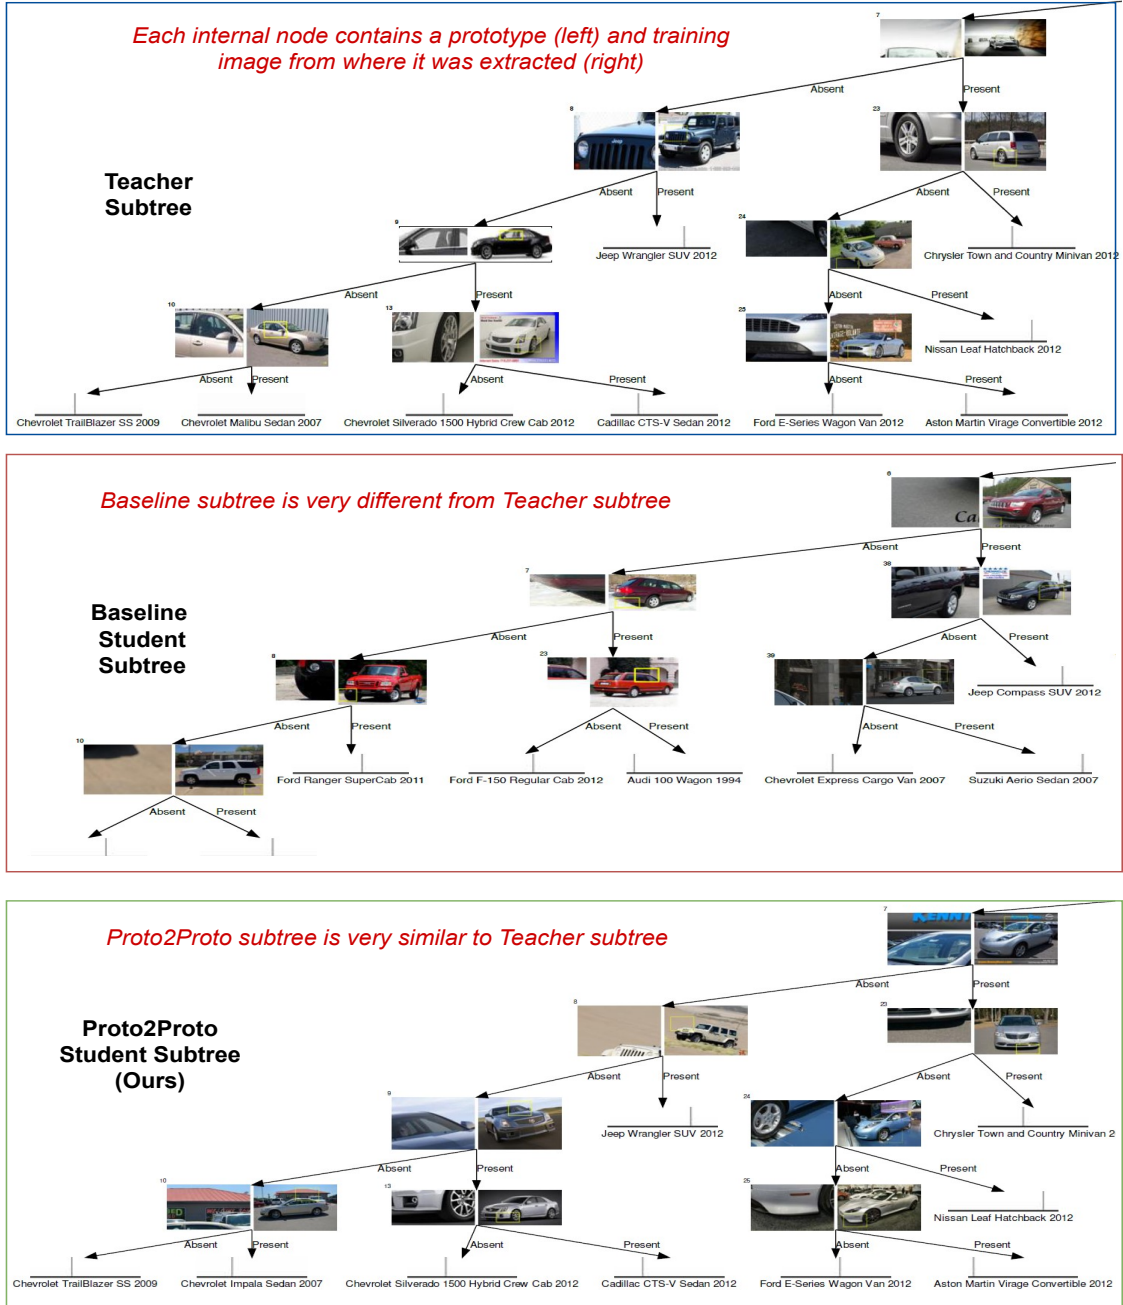 Each internal node contains a prototype (left) and training
image from where it was extracted (right)
7
Absent
Present
8
23
Teacher
Subtree
Absent
Present
Absent
Present
9
24
Jeep Wrangler SUV 2012
Chrysler Town and Country Minivan 2012
Absent
Present
Absent
Present
10
13
25
Nissan Leaf Hatchback 2012
Absent
Present
Absent
Present
Absent
Present
Chevrolet TrailBlazer SS 2009
Chevrolet Malibu Sedan 2007
Chevrolet Silverado 1500 Hybrid Crew Cab 2012
Cadillac CTS-V Sedan 2012
Ford E-Series Wagon Van 2012
Aston Martin Virage Convertible 2012
Baseline subtree is very different from Teacher subtree
6
Ca
Absent
Present
7
38
Baseline
Student
Subtree
Absent
Present
Absent
Present
8
23
39
Jeep Compass SUV 2012
Absent
Present
Absent
Present
Absent
Present
10
Ford Ranger SuperCab 2011
Ford F-150 Regular Cab 2012
Audi 100 Wagon 1994
Chevrolet Express Cargo Van 2007
Suzuki Aerio Sedan 2007
Absent
Present
Proto2Proto subtree is very similar to Teacher subtree
7
KENNY
Absent
Present
8
23
Proto2Proto
Student Subtree
(Ours)
Absent
Present
Absent
Present
9
24
Jeep Wrangler SUV 2012
Chrysler Town and Country Minivan 2
Absent
Present
Absent
Present
10
13
25
Nissan Leaf Hatchback 2012
Absent
Present
Absent
Present
Absent
Present
Chevrolet TrailBlazer SS 2009
Chevrolet Impala Sedan 2007
Chevrolet Silverado 1500 Hybrid Crew Cab 2012
Cadillac CTS-V Sedan 2012
Ford E-Series Wagon Van 2012
Aston Martin Virage Convertible 2012